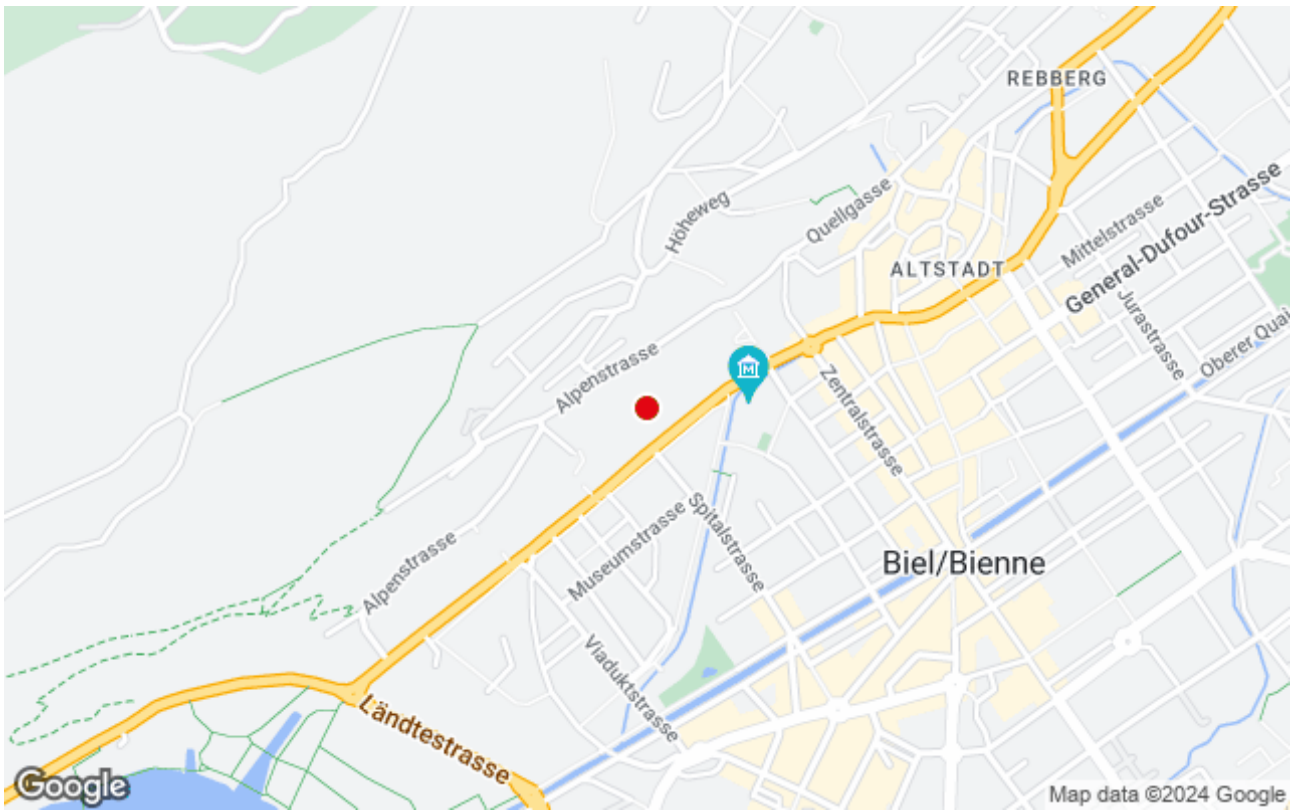 REBBERG
Höheweg
Quellgasse
ALTSTADT
Mittelstrasse
General-Dufour-Strasse
Jurastrasse
Oberer Quai
Alpenstrasse
M
Zentralstrasse
Spitalstrasse
Museumstrasse
Biel/Bienne
Alpenstrasse
Viaduktstrasse
Ländtestrasse
Google
Map data ©2024 Google